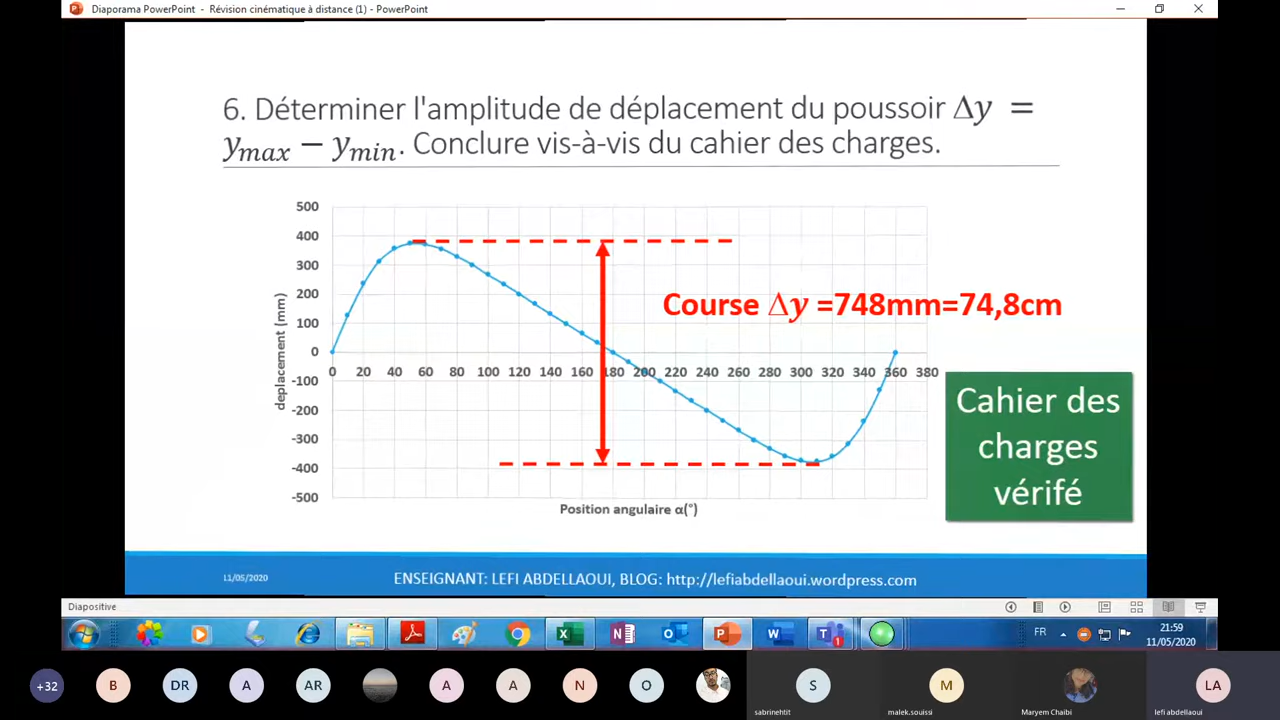 Diaporama PowerPoint - Révision cinématique à distance (1) - PowerPoint
6. Déterminer l'amplitude de déplacement du poussoir Δy =
ymax − ymin. Conclure vis-à-vis du cahier des charges.
500
400
300
200
100
0
-100
-200
-300
-400
-500
deplacement (mm)
0 20 40 60 80 100 120 140 160 180 200 220 240 260 280 300 320 340 360 380
Position angulaire α(°)
Course Δy =748mm=74,8cm
Cahier des
charges
vérifé
11/05/2020
ENSEIGNANT: LEFI ABDELLAOUI, BLOG: http://lefiabdellaoui.wordpress.com
Diapositive
FR
21:59
11/05/2020
+32 B DR A AR A A N O S M LA
sabrinehtit malek.souissi Maryem Chaibi lefi abdellaoui